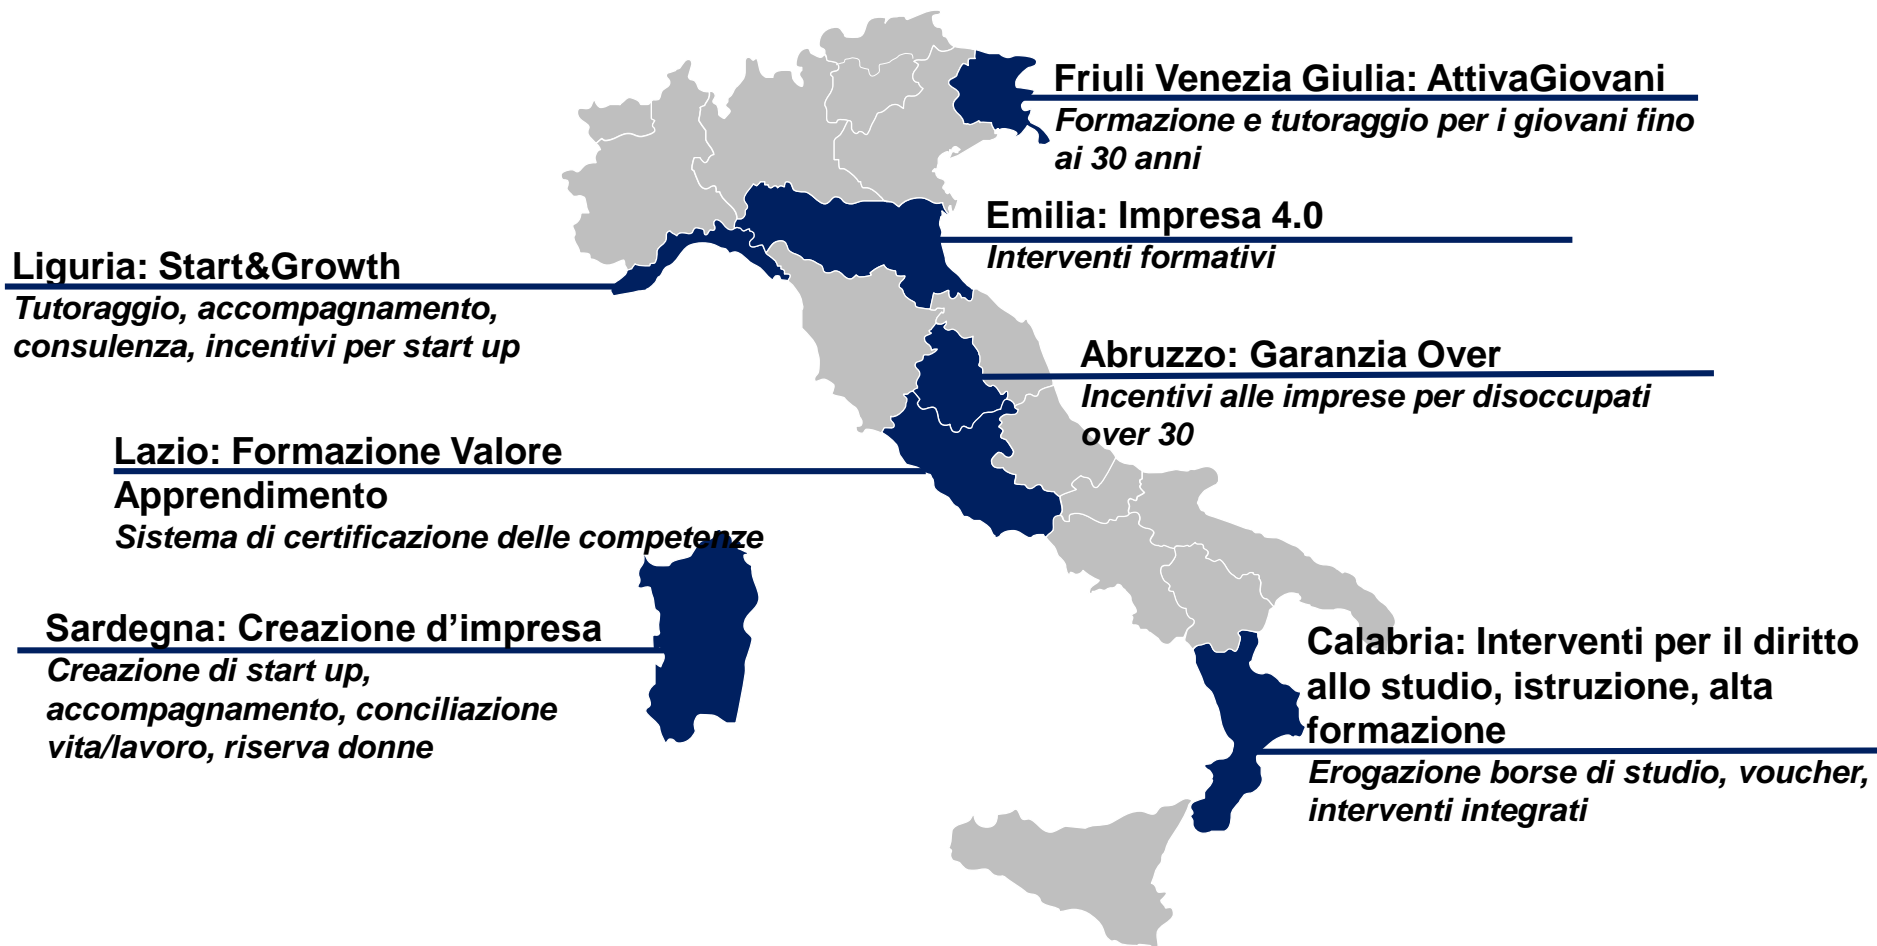 Friuli Venezia Giulia: AttivaGiovani
Formazione e tutoraggio per i giovani fino
ai 30 anni
Emilia: Impresa 4.0
Interventi formativi
Liguria: Start&Growth
Tutoraggio, accompagnamento,
consulenza, incentivi per start up
Abruzzo: Garanzia Over
Incentivi alle imprese per disoccupati
over 30
Lazio: Formazione Valore
Apprendimento
Sistema di certificazione delle competenze
Sardegna: Creazione d’impresa
Creazione di start up,
accompagnamento, conciliazione
vita/lavoro, riserva donne
Calabria: Interventi per il diritto
allo studio, istruzione, alta
formazione
Erogazione borse di studio, voucher,
interventi integrati